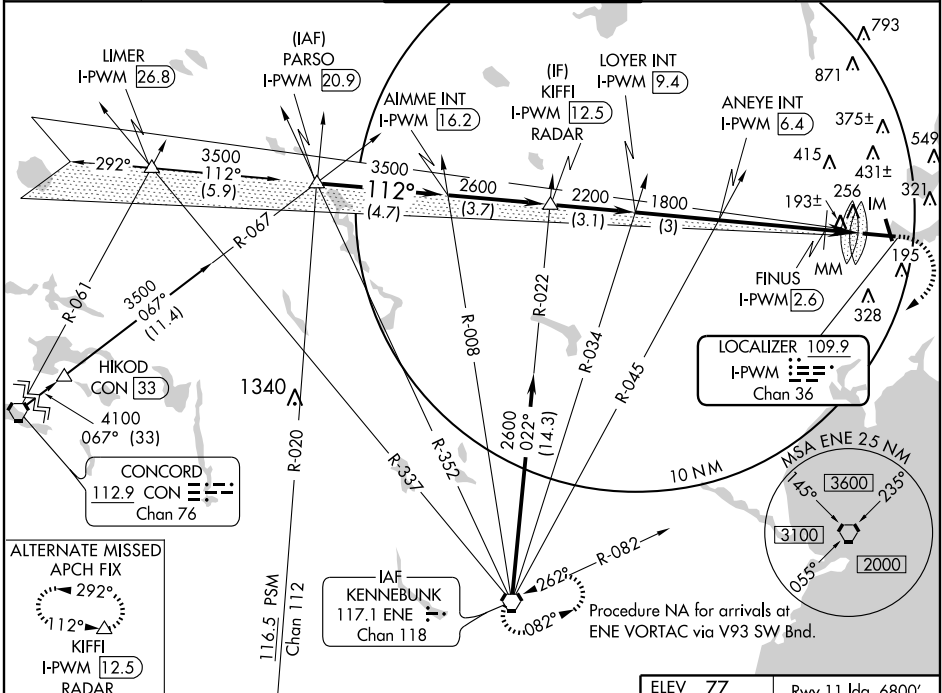 LIMER
I-PWM 26.8
(IAF)
PARSO
I-PWM 20.9
AIMME INT
I-PWM 16.2
(IF)
KIFFI
I-PWM 12.5
RADAR
LOYER INT
I-PWM 9.4
ANEYE INT
I-PWM 6.4
793
871
375±
549
415
431±
321
256
193±
IM
MM
195
328
FINUS
I-PWM 2.6
292°
3500
112°
(5.9)
3500
112°
(4.7)
2600
(3.7)
2200
(3.1)
1800
(3)
R-061
R-067
3500
067°
(11.4)
HIKOD
CON 33
4100
067° (33)
CONCORD
112.9 CON
Chan 76
1340
R-020
116.5 PSM
Chan 112
R-337
R-352
R-008
R-022
R-034
R-045
2600
022°
(14.3)
10 NM
LOCALIZER 109.9
I-PWM
Chan 36
MSA ENE 25 NM
145°
3600
235°
3100
2000
055°
ALTERNATE MISSED
APCH FIX
292°
112°
KIFFI
I-PWM 12.5
RADAR
IAF
KENNEBUNK
117.1 ENE
Chan 118
262°
R-082
082°
Procedure NA for arrivals at
ENE VORTAC via V93 SW Bnd.
ELEV 77
Rwy 11 ldg 6800'